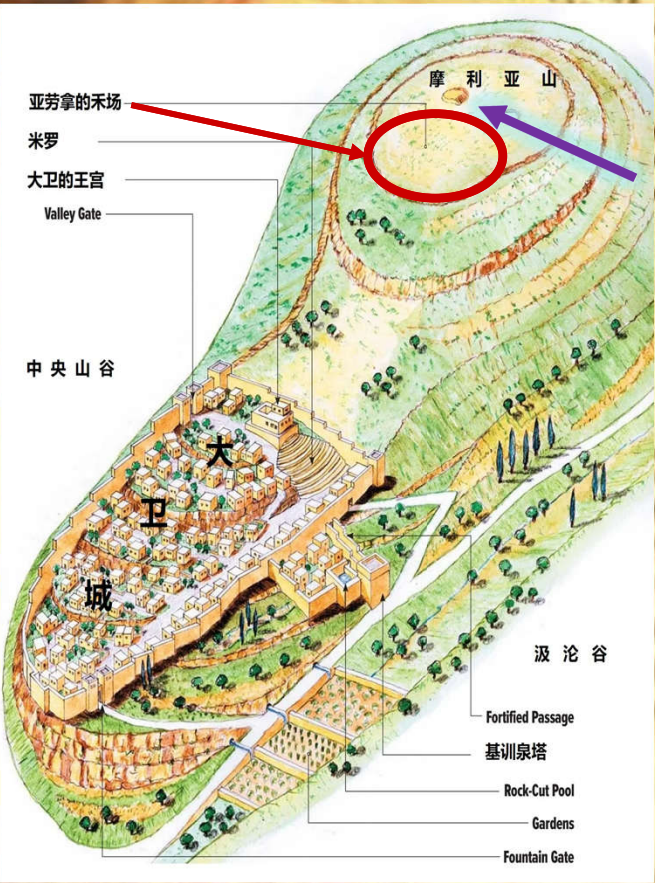 摩利亚山
亚劳拿的禾场
米罗
大卫的王宫
Valley Gate
中央山谷
大
卫
城
汲沦谷
Fortified Passage
基训泉塔
Rock-Cut Pool
Gardens
Fountain Gate